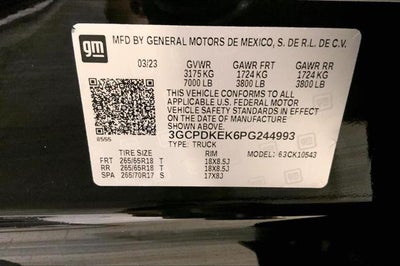 gm
MFD BY GENERAL MOTORS DE MEXICO, S. DE R.L. DE C.V.
03/23 GVWR GAWR FRT GAWR RR
3175 KG 1724 KG 1724 KG
7000 LB 3800 LB 3800 LB
THIS VEHICLE CONFORMS TO ALL
APPLICABLE U.S. FEDERAL MOTOR
VEHICLE SAFETY STANDARDS IN EFFECT
ON THE DATE OF MANUFACTURE SHOWN ABOVE.
3GCPDKEK6PG244993
TYPE: TRUCK MODEL: 63CK10543
TIRE SIZE RIM
FRT 265/65R18 T 18X8.5J
RR 265/65R18 T 18X8.5J
SPA 265/70R17 S 17X8J